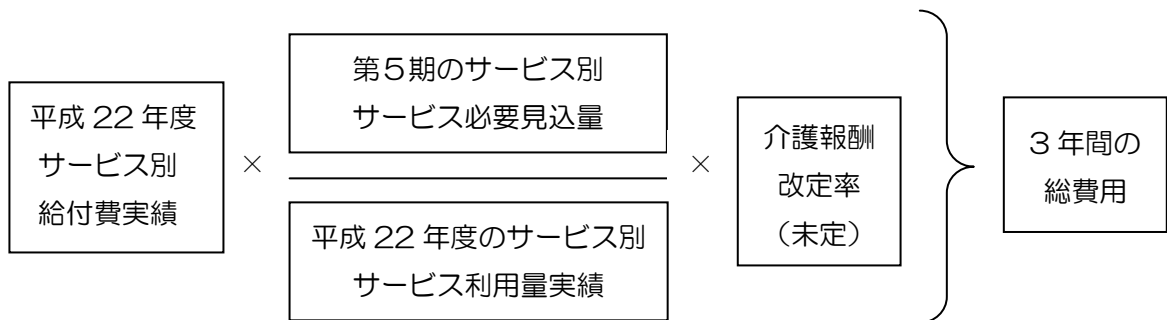 平成 22 年度
サービス別
給付費実績
×
第5期のサービス別
サービス必要見込量
平成 22 年度のサービス別
サービス利用量実績
×
介護報酬
改定率
（未定）
3 年間の
総費用